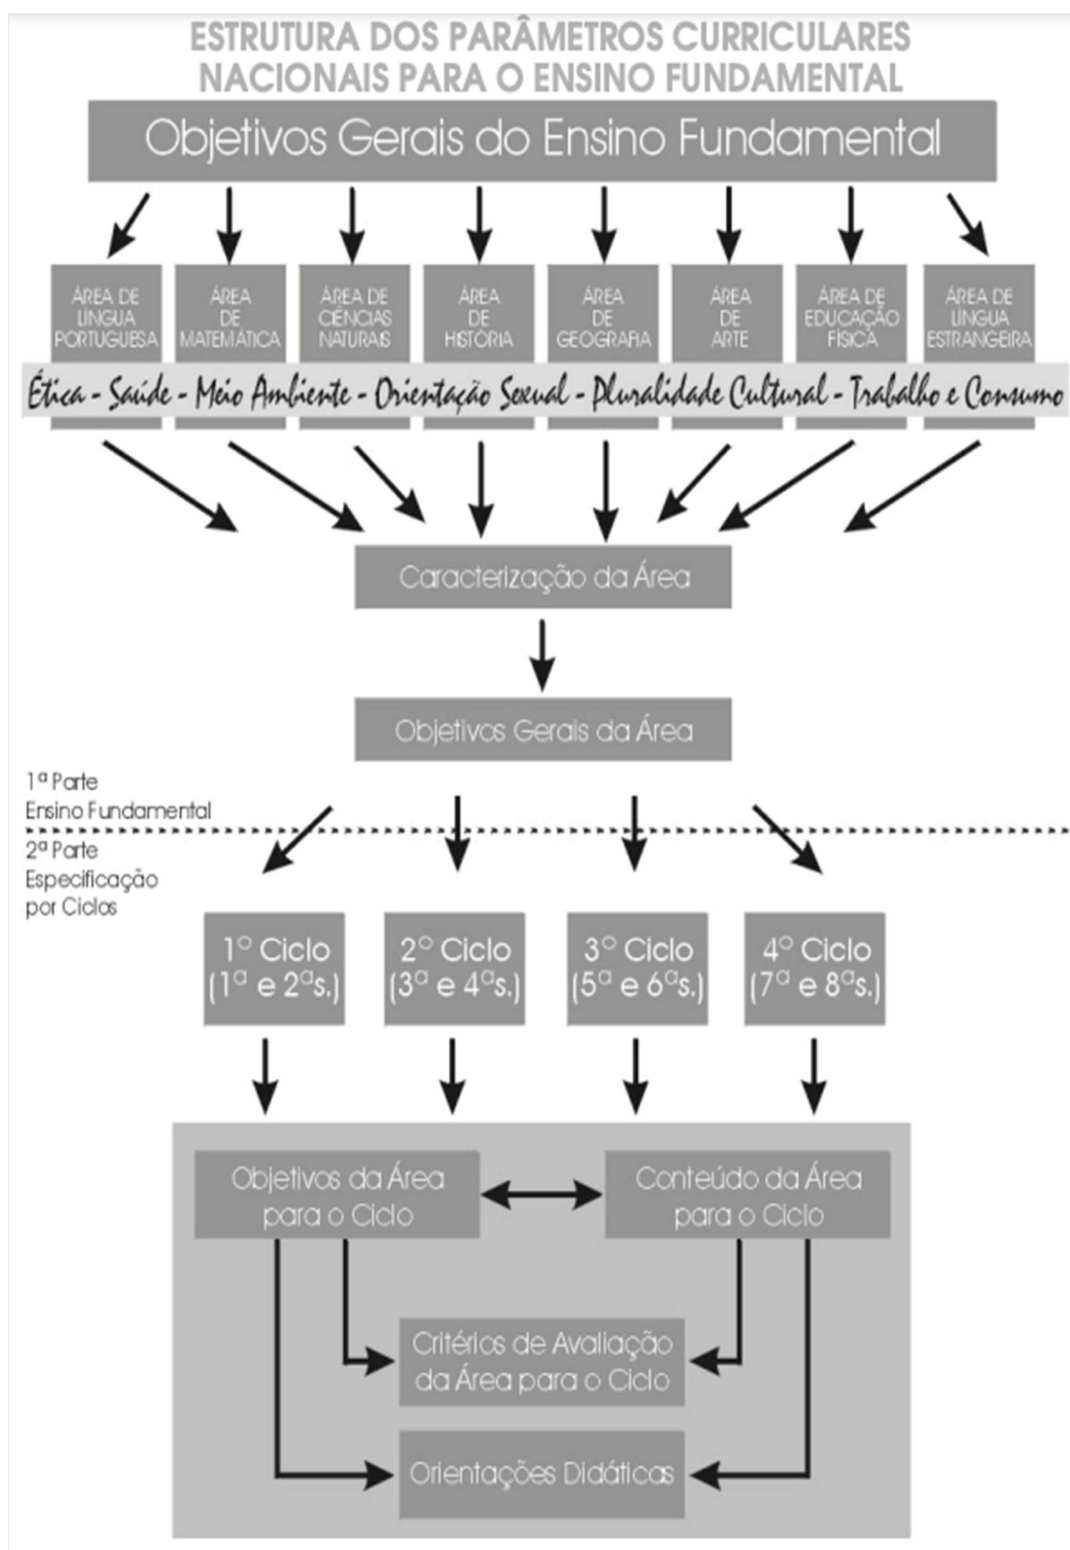 ESTRUTURA DOS PARÂMETROS CURRICULARES
NACIONAIS PARA O ENSINO FUNDAMENTAL
Objetivos Gerais do Ensino Fundamental
ÁREA DE
LÍNGUA
PORTUGUESA
ÁREA
DE
MATEMÁTICA
ÁREA DE
CIÊNCIAS
NATURAIS
ÁREA
DE
HISTÓRIA
ÁREA
DE
GEOGRAFIA
ÁREA
DE
ARTE
ÁREA DE
EDUCAÇÃO
FÍSICA
ÁREA DE
LÍNGUA
ESTRANGEIRA
Ética - Saúde - Meio Ambiente - Orientação Sexual - Pluralidade Cultural - Trabalho e Consumo
Caracterização da Área
Objetivos Gerais da Área
1ª Parte
Ensino Fundamental
2ª Parte
Especificação
por Ciclos
1º Ciclo
(1ª e 2ªs.)
2º Ciclo
(3ª e 4ªs.)
3º Ciclo
(5ª e 6ªs.)
4º Ciclo
(7ª e 8ªs.)
Objetivos da Área
para o Ciclo
Conteúdo da Área
para o Ciclo
Critérios de Avaliação
da Área para o Ciclo
Orientações Didáticas